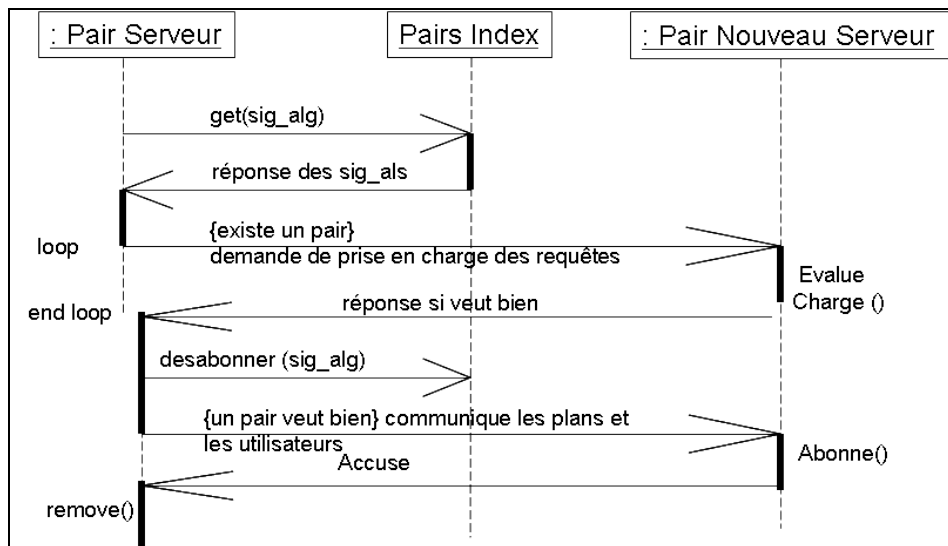 : Pair Serveur
Pairs Index
: Pair Nouveau Serveur
get(sig_alg)
réponse des sig_als
loop
{existe un pair}
demande de prise en charge des requêtes
Evalue
Charge ()
end loop
réponse si veut bien
desabonner (sig_alg)
{un pair veut bien} communique les plans et
les utilisateurs
Abonne()
Accuse
remove()